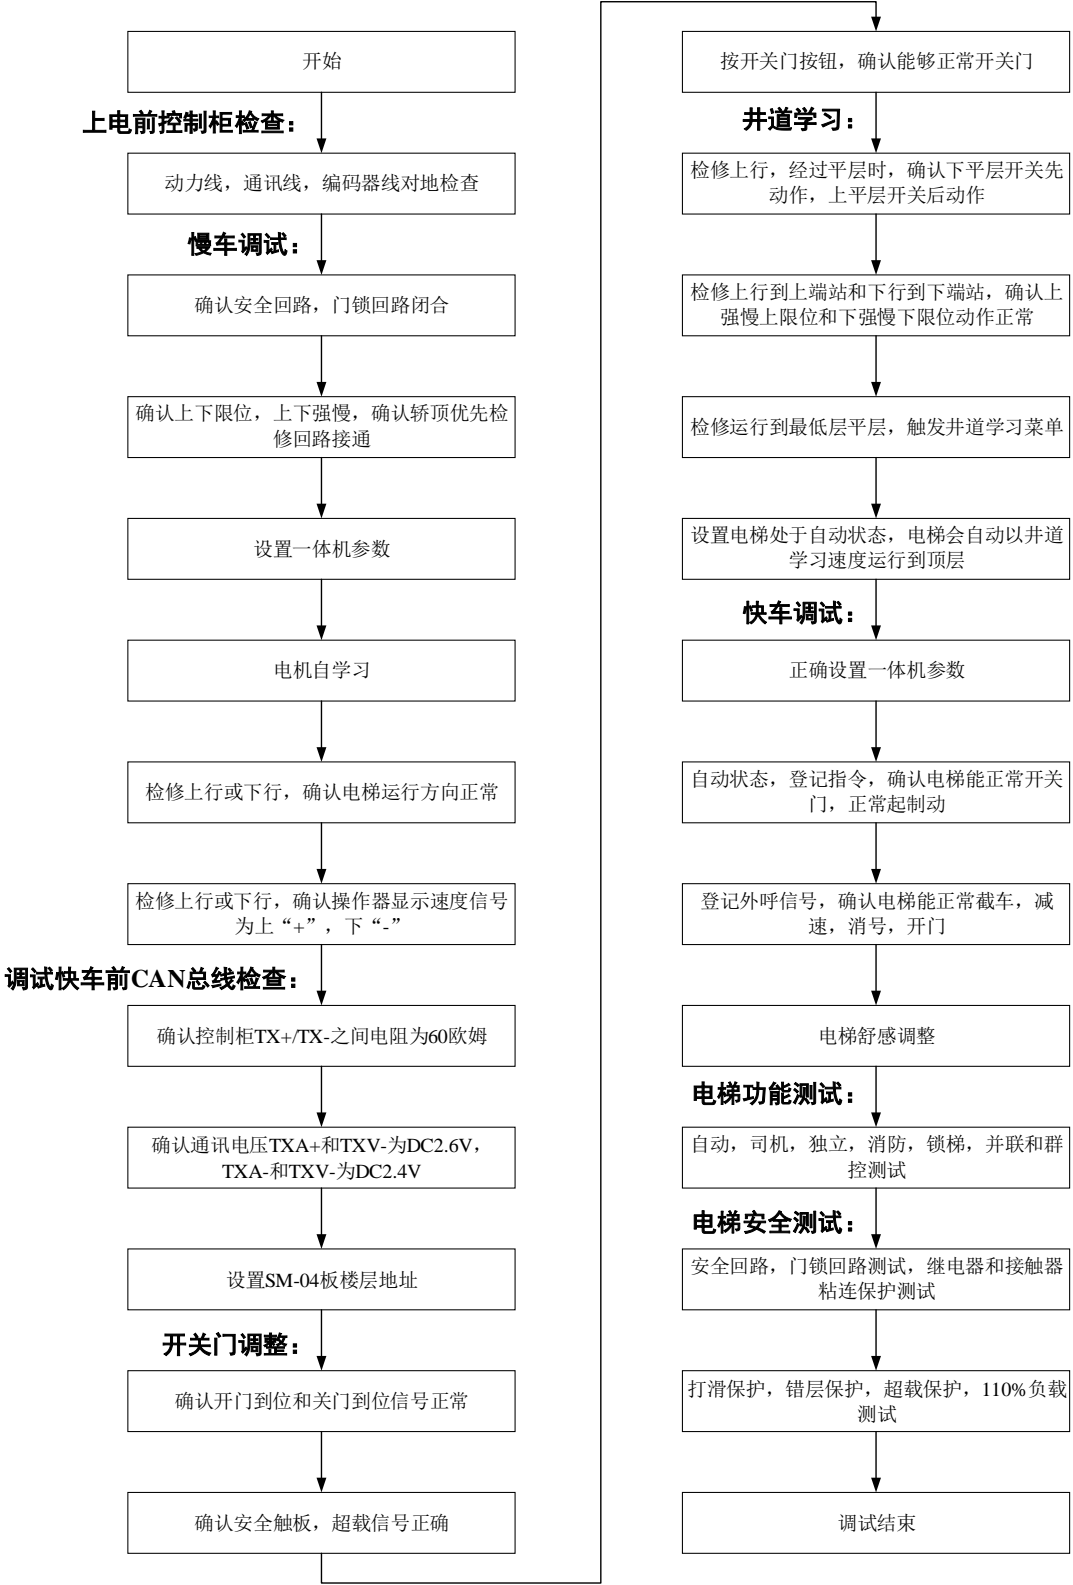 开始
上电前控制柜检查：
动力线，通讯线，编码器线对地检查
慢车调试：
确认安全回路，门锁回路闭合
确认上下限位，上下强慢，确认轿顶优先检
修回路接通
设置一体机参数
电机自学习
检修上行或下行，确认电梯运行方向正常
检修上行或下行，确认操作器显示速度信号
为上“+”，下“-”
调试快车前CAN总线检查：
确认控制柜TX+/TX-之间电阻为60欧姆
确认通讯电压TXA+和TXV-为DC2.6V，
TXA-和TXV-为DC2.4V
设置SM-04板楼层地址
开关门调整：
确认开门到位和关门到位信号正常
确认安全触板，超载信号正确
按开关门按钮，确认能够正常开关门
井道学习：
检修上行，经过平层时，确认下平层开关先
动作，上平层开关后动作
检修上行到上端站和下行到下端站，确认上
强慢上限位和下强慢下限位动作正常
检修运行到最低层平层，触发井道学习菜单
设置电梯处于自动状态，电梯会自动以井道
学习速度运行到顶层
快车调试：
正确设置一体机参数
自动状态，登记指令，确认电梯能正常开关
门，正常起制动
登记外呼信号，确认电梯能正常截车，减
速，消号，开门
电梯舒感调整
电梯功能测试：
自动，司机，独立，消防，锁梯，并联和群
控测试
电梯安全测试：
安全回路，门锁回路测试，继电器和接触器
粘连保护测试
打滑保护，错层保护，超载保护，110%负载
测试
调试结束